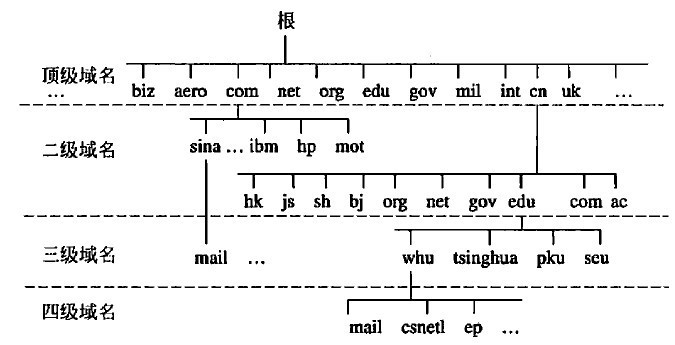 根
顶级域名
... biz aero com net org edu gov mil int cn uk ...
二级域名
sina ... ibm hp mot
hk js sh bj org net gov edu com ac
三级域名 mail ... whu tsinghua pku seu
四级域名
mail csnetl ep ...